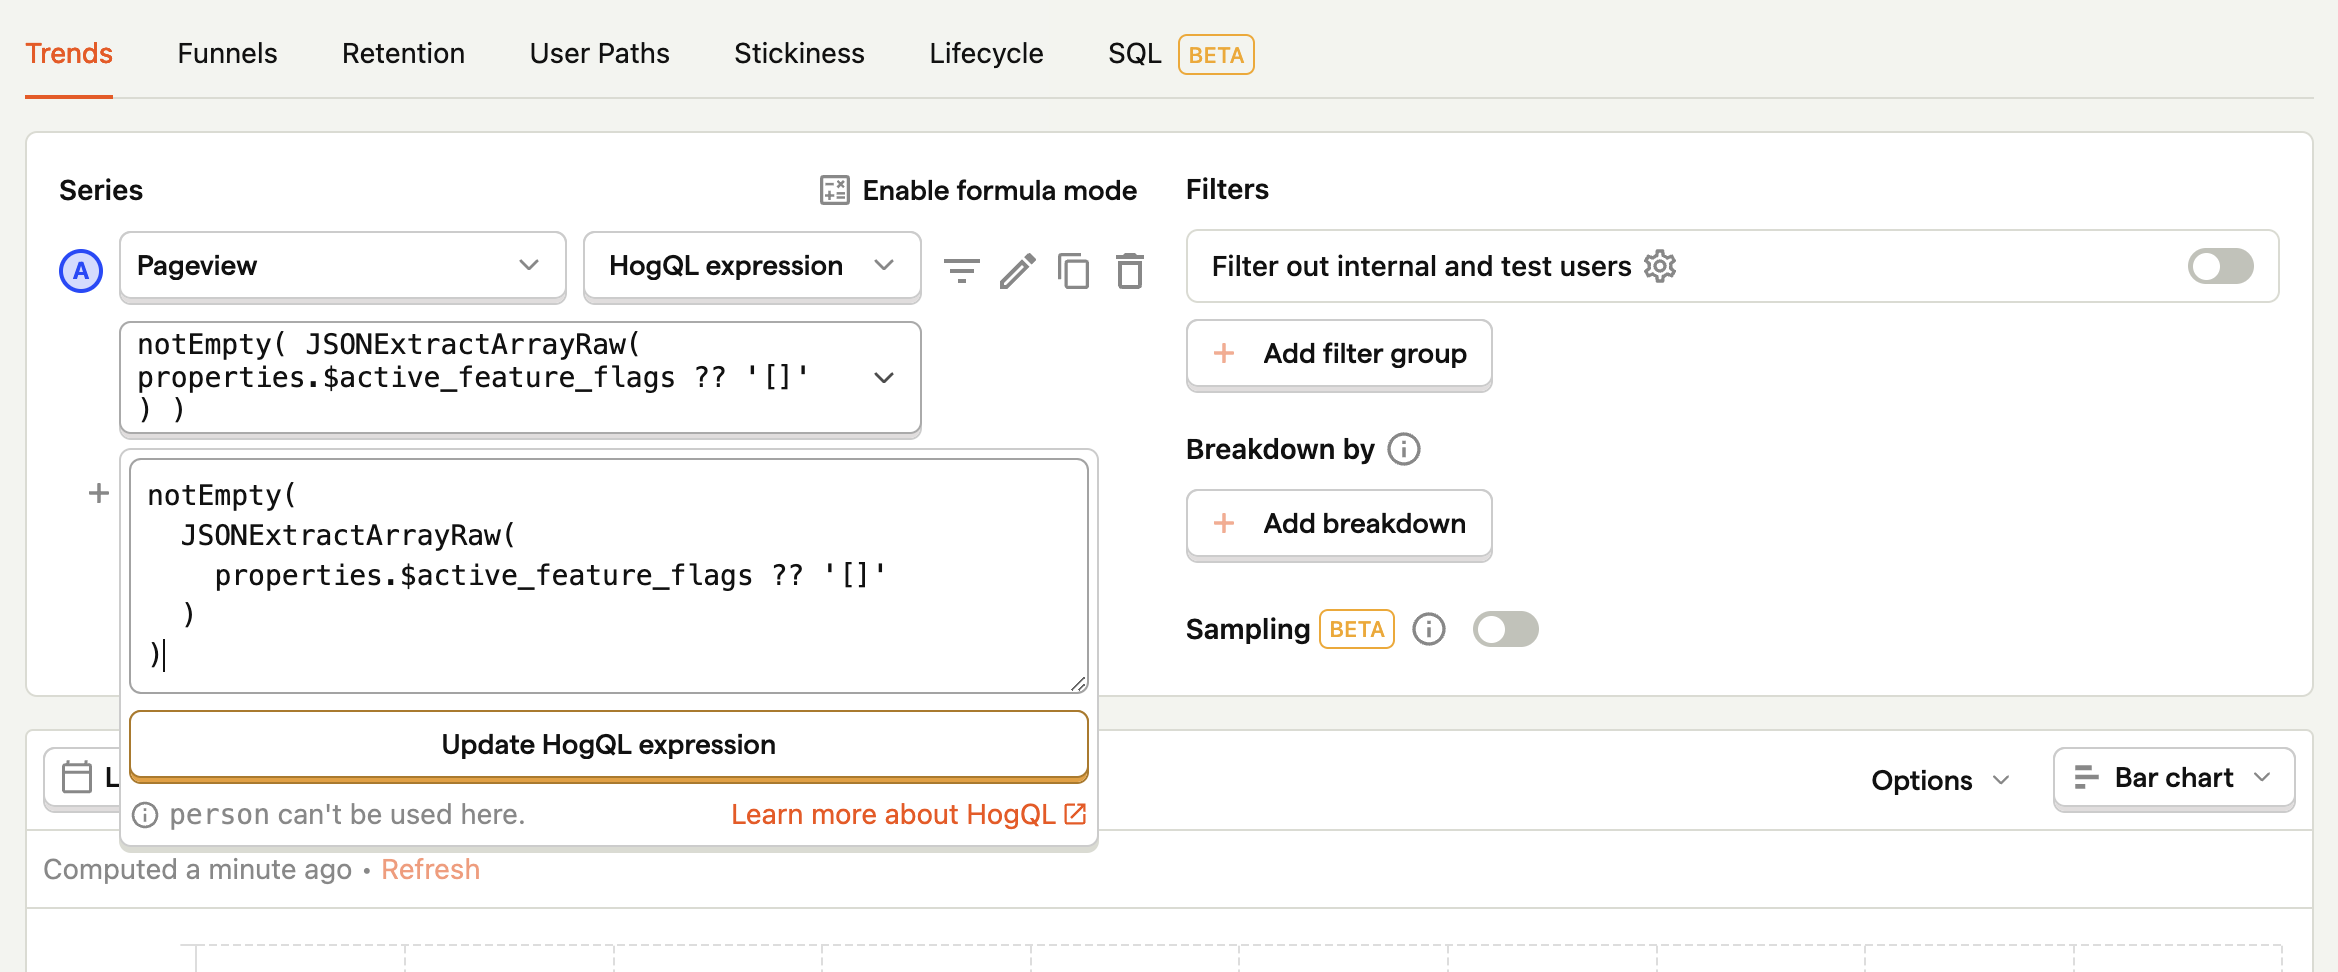 Trends Funnels Retention User Paths Stickiness Lifecycle SQL BETA
Series
Enable formula mode
A Pageview HogQL expression
notEmpty( JSONExtractArrayRaw(
properties.$active_feature_flags ?? '[]'
) )
notEmpty(
  JSONExtractArrayRaw(
    properties.$active_feature_flags ?? '[]'
  )
)
Update HogQL expression
person can't be used here. Learn more about HogQL
Filters
Filter out internal and test users
+ Add filter group
Breakdown by
+ Add breakdown
Sampling BETA
L
Options Bar chart
Computed a minute ago • Refresh